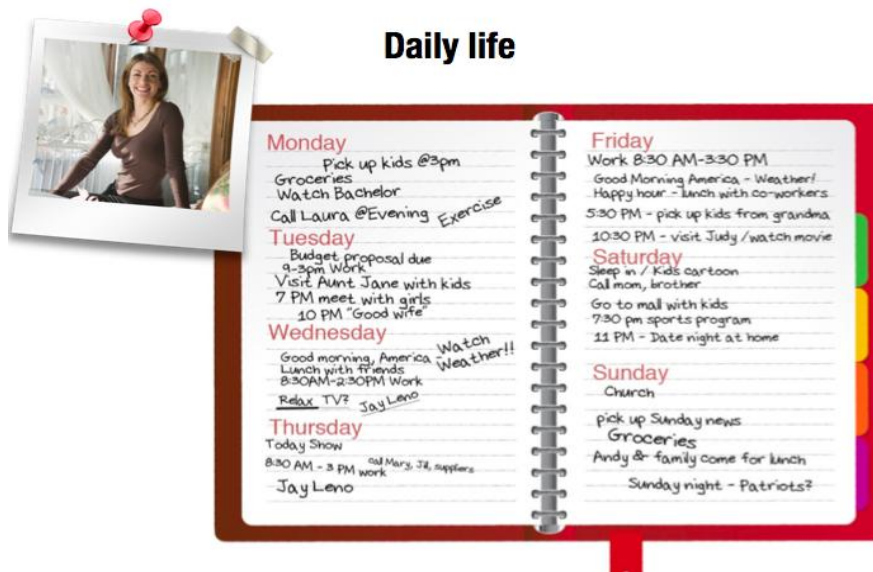 Daily life
Monday
Pick up kids @3pm
Groceries
Watch Bachelor
Call Laura @Evening
Exercise
Tuesday
Budget proposal due
9-3pm Work
Visit Aunt Jane with kids
7 PM meet with girls
10 PM "Good wife"
Wednesday
Good morning, America - Watch Weather!!
Lunch with friends
8:30AM-2:30PM Work
Relax TV? Jay Leno
Thursday
Today Show
8:30 AM - 3 PM work
call Mary, Jil, suppliers
Jay Leno
Friday
Work 8:30 AM-3:30 PM
Good Morning America - Weather!
Happy hour - lunch with co-workers
5:30 PM - pick up kids from grandma
10:30 PM - visit Judy / watch movie
Saturday
Sleep in / Kids cartoon
Call mom, brother
Go to mall with kids
7:30 pm sports program
11 PM - Date night at home
Sunday
Church
pick up Sunday news
Groceries
Andy & family come for lunch
Sunday night - Patriots?